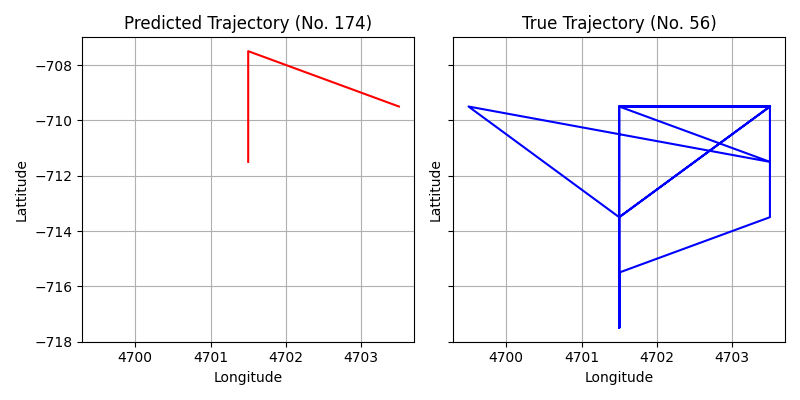 Predicted Trajectory (No. 174)
True Trajectory (No. 56)
−708
−710
−712
−714
−716
−718
Lattitude
Lattitude
4700 4701 4702 4703
4700 4701 4702 4703
Longitude
Longitude